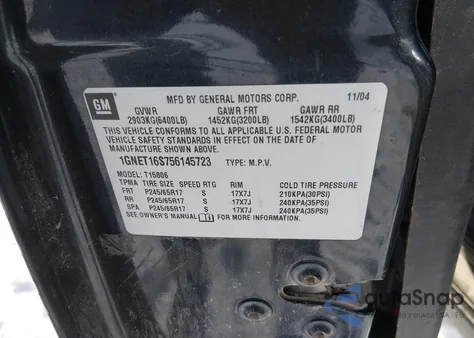 GM
MFD BY GENERAL MOTORS CORP. 11/04
GVWR GAWR FRT GAWR RR
2903KG(6400LB) 1452KG(3200LB) 1542KG(3400LB)
THIS VEHICLE CONFORMS TO ALL APPLICABLE U.S. FEDERAL MOTOR
VEHICLE SAFETY STANDARDS IN EFFECT ON THE DATE OF
MANUFACTURE SHOWN ABOVE.
1GNET16S756145723 TYPE: M.P.V.
MODEL: T15806
TPMA TIRE SIZE SPEED RTG RIM COLD TIRE PRESSURE
FRT P245/65R17 S 17X7J 210KPA(30PSI)
RR P245/65R17 S 17X7J 240KPA(35PSI)
SPA P245/65R17 S 17X7J 240KPA(35PSI)
SEE OWNER'S MANUAL FOR MORE INFORMATION.
autoSnap